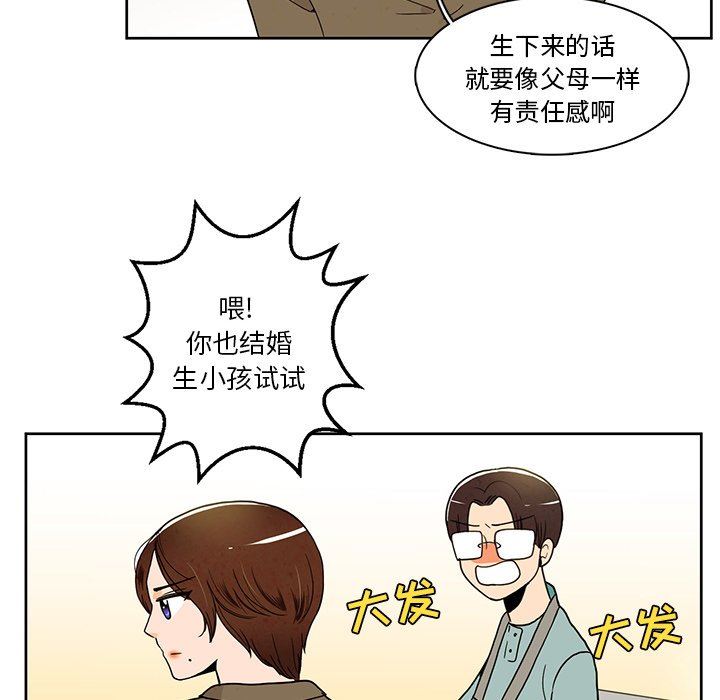 生下来的话
就要像父母一样
有责任感啊
喂!
你也结婚
生小孩试试
大发
大发